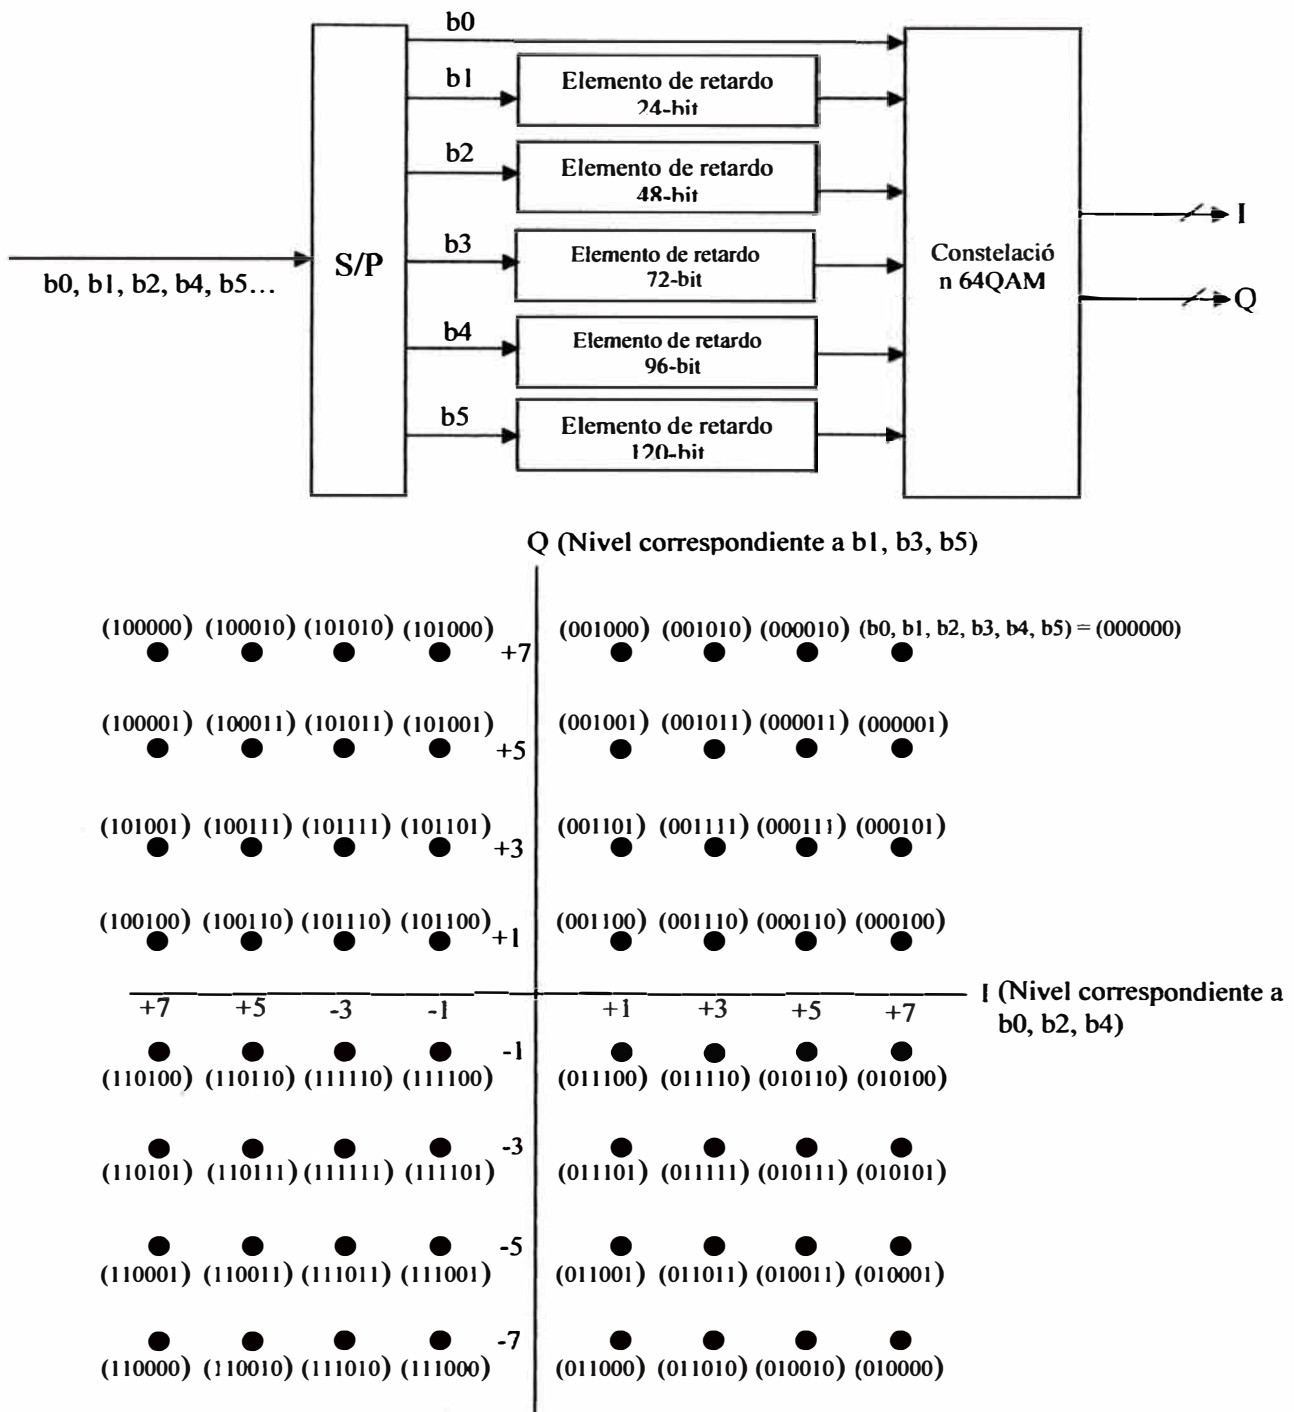 b0
b1
Elemento de retardo
24-bit
b2
Elemento de retardo
48-bit
b3
Elemento de retardo
72-bit
b4
Elemento de retardo
96-bit
b5
Elemento de retardo
120-bit
b0, b1, b2, b4, b5...
S/P
Constelació
n 64QAM
I
Q
Q (Nivel correspondiente a b1, b3, b5)
(100000) (100010) (101010) (101000) +7 (001000) (001010) (000010) (b0, b1, b2, b3, b4, b5) = (000000)
(100001) (100011) (101011) (101001) +5 (001001) (001011) (000011) (000001)
(101001) (100111) (101111) (101101) +3 (001101) (001111) (000111) (000101)
(100100) (100110) (101110) (101100) +1 (001100) (001110) (000110) (000100)
I (Nivel correspondiente a
b0, b2, b4)
+7 +5 -3 -1 +1 +3 +5 +7
-1
(110100) (110110) (111110) (111100) (011100) (011110) (010110) (010100)
-3
(110101) (110111) (111111) (111101) (011101) (011111) (010111) (010101)
-5
(110001) (110011) (111011) (111001) (011001) (011011) (010011) (010001)
-7
(110000) (110010) (111010) (111000) (011000) (011010) (010010) (010000)